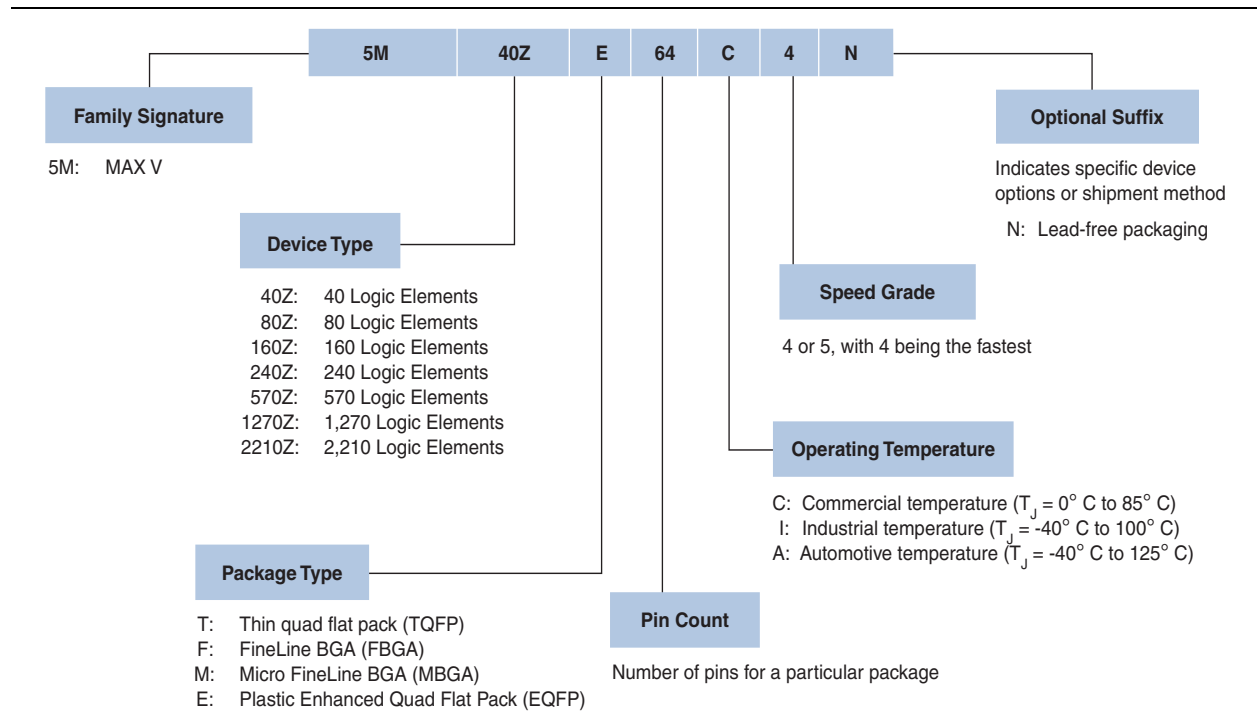 5M 40Z E 64 C 4 N
Family Signature
5M: MAX V
Optional Suffix
Indicates specific device
options or shipment method
N: Lead-free packaging
Device Type
40Z: 40 Logic Elements
80Z: 80 Logic Elements
160Z: 160 Logic Elements
240Z: 240 Logic Elements
570Z: 570 Logic Elements
1270Z: 1,270 Logic Elements
2210Z: 2,210 Logic Elements
Speed Grade
4 or 5, with 4 being the fastest
Operating Temperature
C: Commercial temperature (TJ = 0° C to 85° C)
I: Industrial temperature (TJ = -40° C to 100° C)
A: Automotive temperature (TJ = -40° C to 125° C)
Package Type
T: Thin quad flat pack (TQFP)
F: FineLine BGA (FBGA)
M: Micro FineLine BGA (MBGA)
E: Plastic Enhanced Quad Flat Pack (EQFP)
Pin Count
Number of pins for a particular package